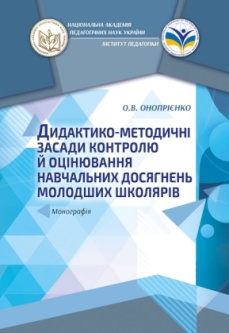 НАЦІОНАЛЬНА АКАДЕМІЯ
ПЕДАГОГІЧНИХ НАУК УКРАЇНИ
ІНСТИТУТ ПЕДАГОГІКИ
О.В. ОНОПРІЄНКО
ДИДАКТИКО-МЕТОДИЧНІ
ЗАСАДИ КОНТРОЛЮ
Й ОЦІНЮВАННЯ
НАВЧАЛЬНИХ ДОСЯГНЕНЬ
МОЛОДШИХ ШКОЛЯРІВ
Монографія